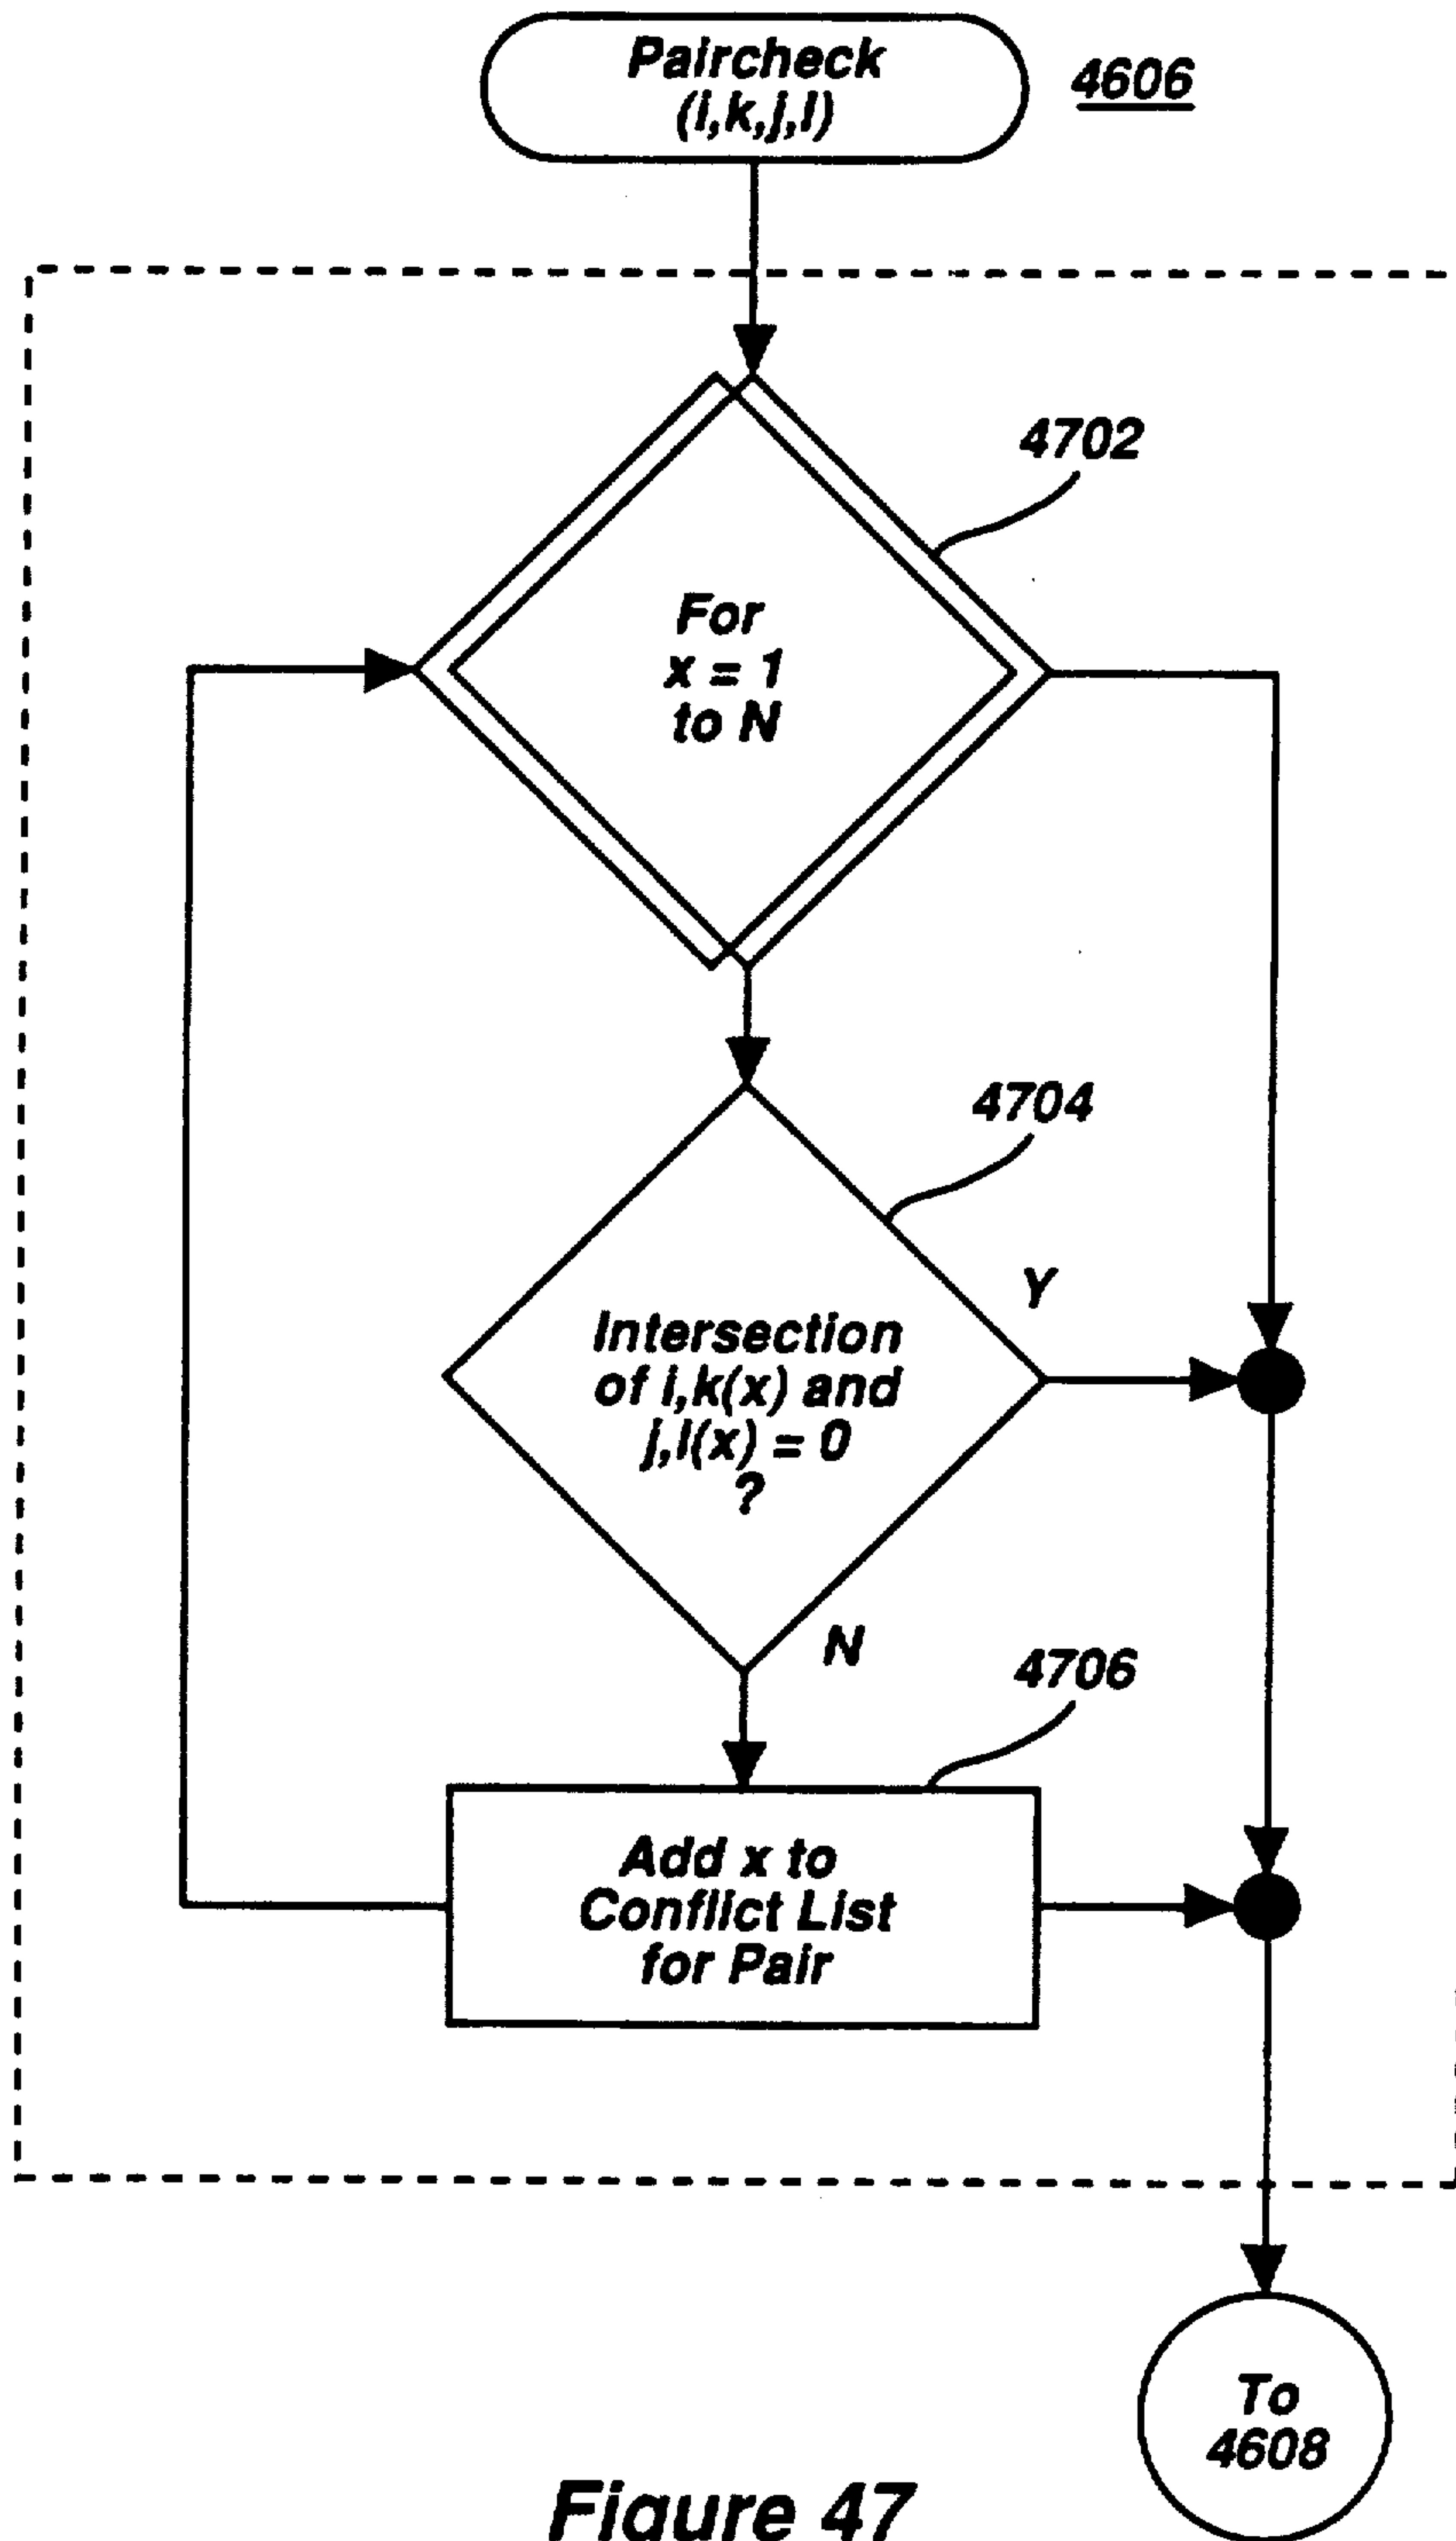 Paircheck
(i,k,j,l)
4606
4702
For
x = 1
to N
4704
Y
Intersection
of i,k(x) and
j,l(x) = 0
?
N
4706
Add x to
Conflict List
for Pair
To
4608
Figure 47